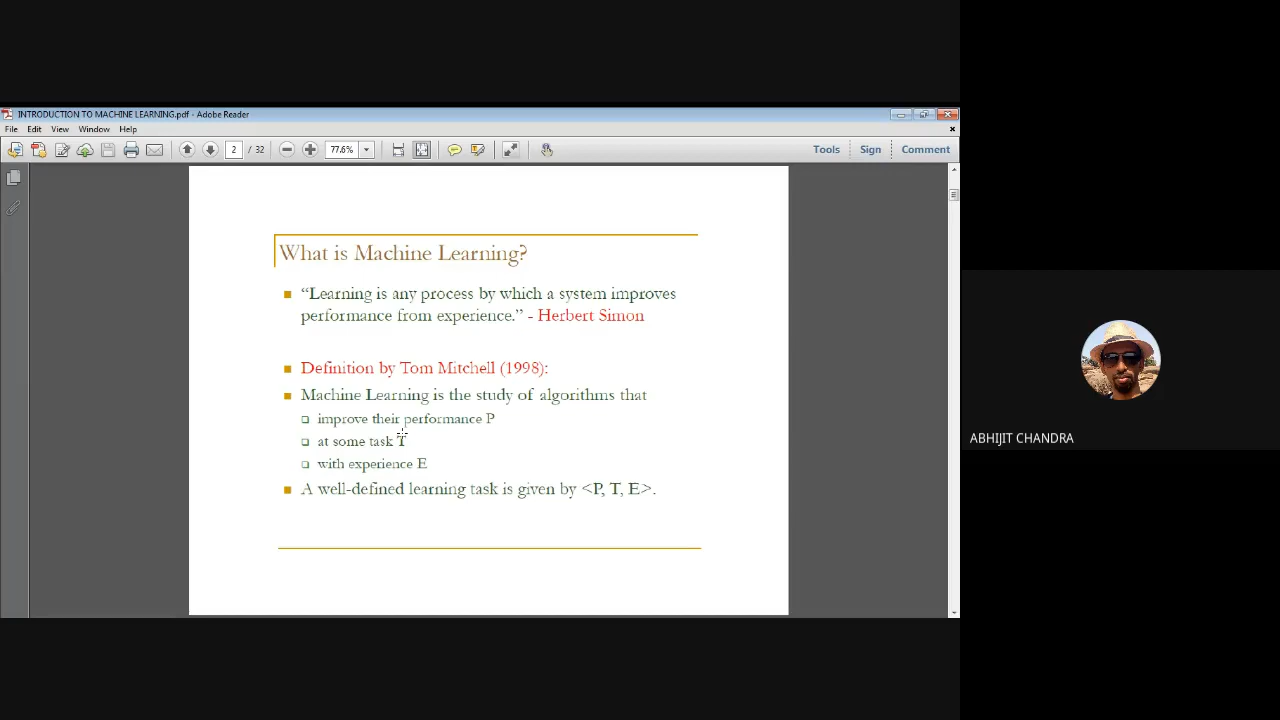 INTRODUCTION TO MACHINE LEARNING.pdf - Adobe Reader
File Edit View Window Help
2 / 32 77.6% Tools Sign Comment
What is Machine Learning?
“Learning is any process by which a system improves
performance from experience.” - Herbert Simon
Definition by Tom Mitchell (1998):
Machine Learning is the study of algorithms that
improve their performance P
at some task T
with experience E
A well-defined learning task is given by <P, T, E>.
ABHIJIT CHANDRA